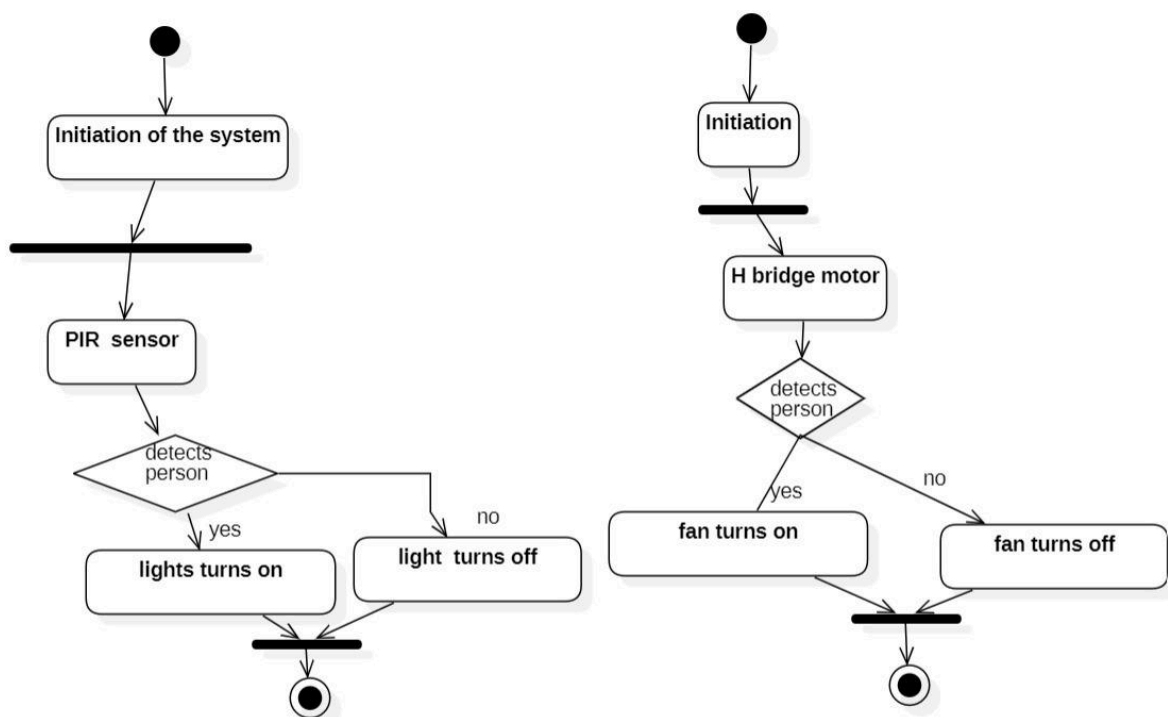 Initiation of the system
PIR sensor
detects
person
yes
no
lights turns on
light turns off
Initiation
H bridge motor
detects
person
yes
no
fan turns on
fan turns off